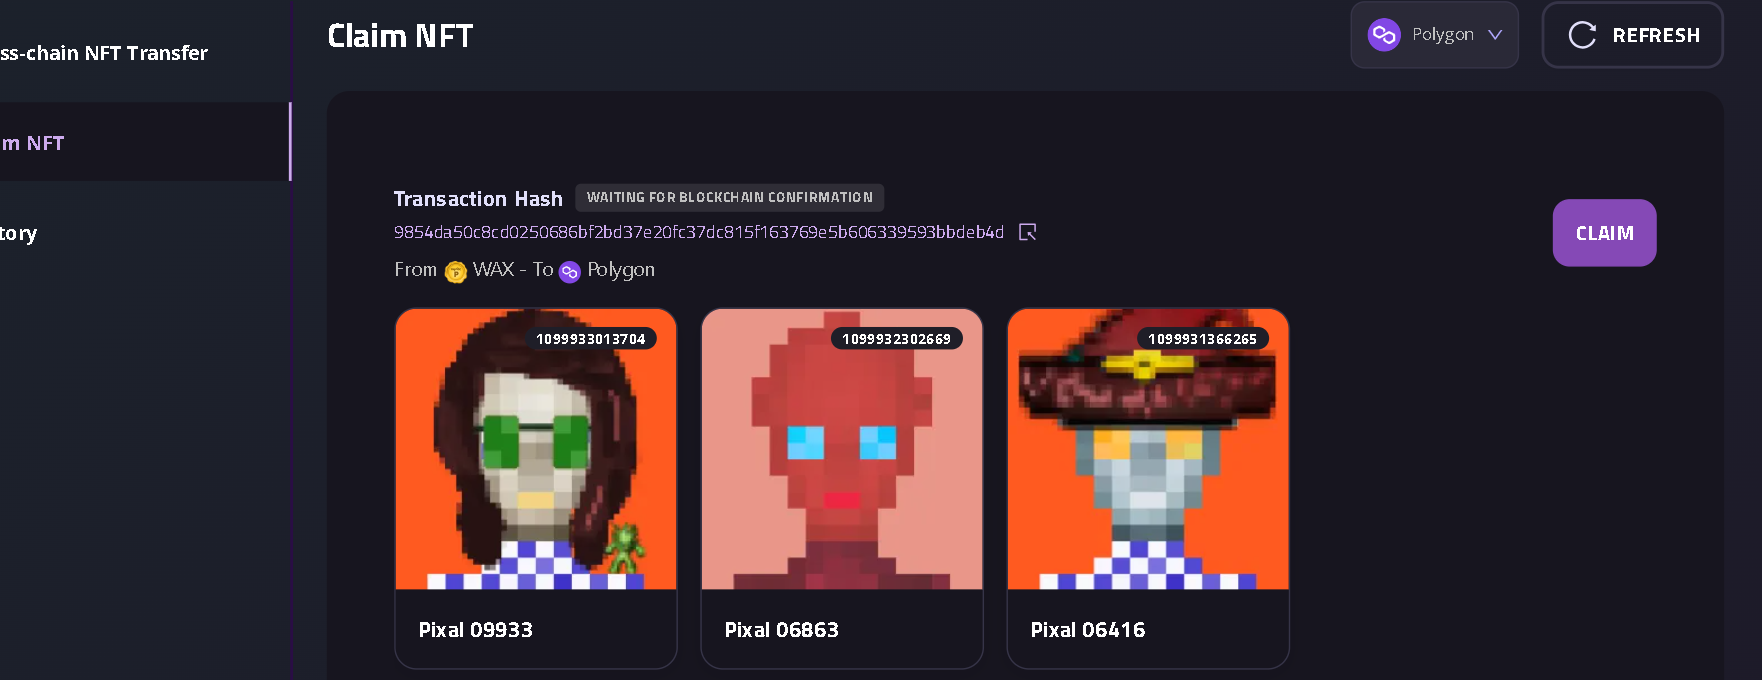 ss-chain NFT Transfer
m NFT
tory
Claim NFT
Polygon
REFRESH
Transaction Hash WAITING FOR BLOCKCHAIN CONFIRMATION
9854da50c8cd0250686bf2bd37e20fc37dc815f163769e5b606339593bbdeb4d
From WAX - To Polygon
CLAIM
1099933013704
1099932302669
1099931366265
Pixal 09933
Pixal 06863
Pixal 06416